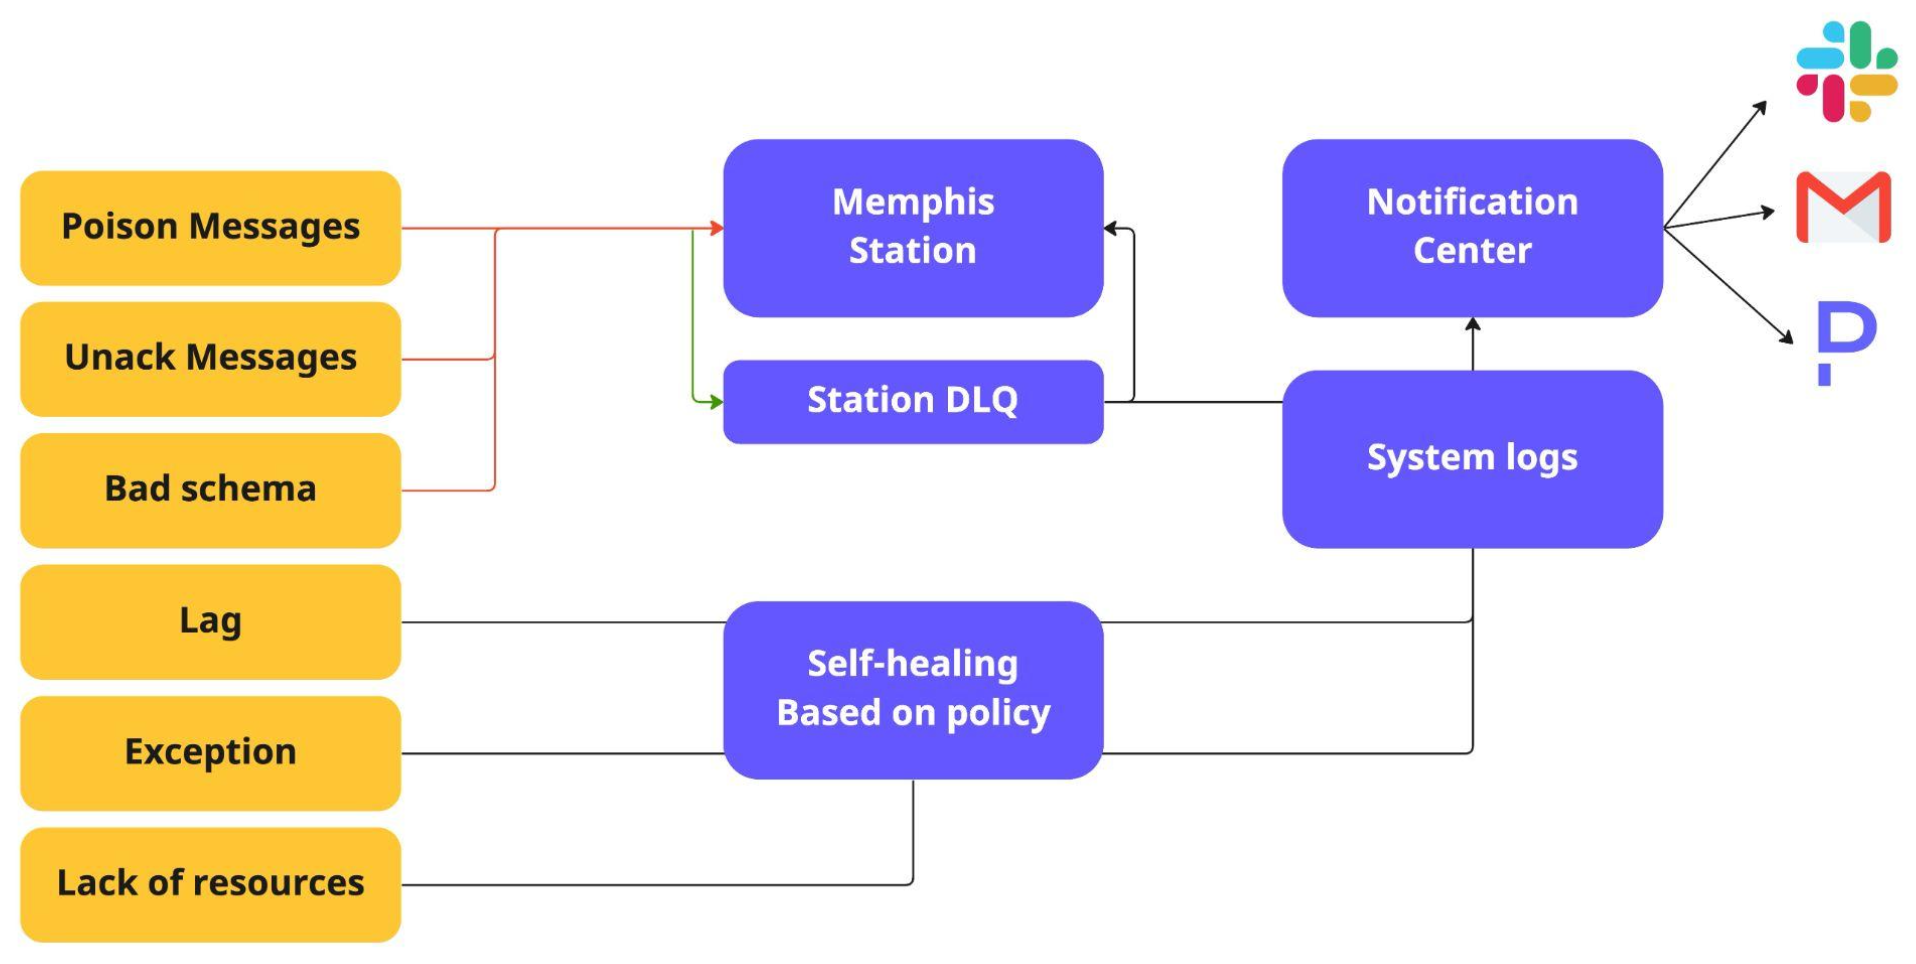 Poison Messages
Unack Messages
Bad schema
Lag
Exception
Lack of resources
Memphis
Station
Station DLQ
Self-healing
Based on policy
Notification
Center
System logs